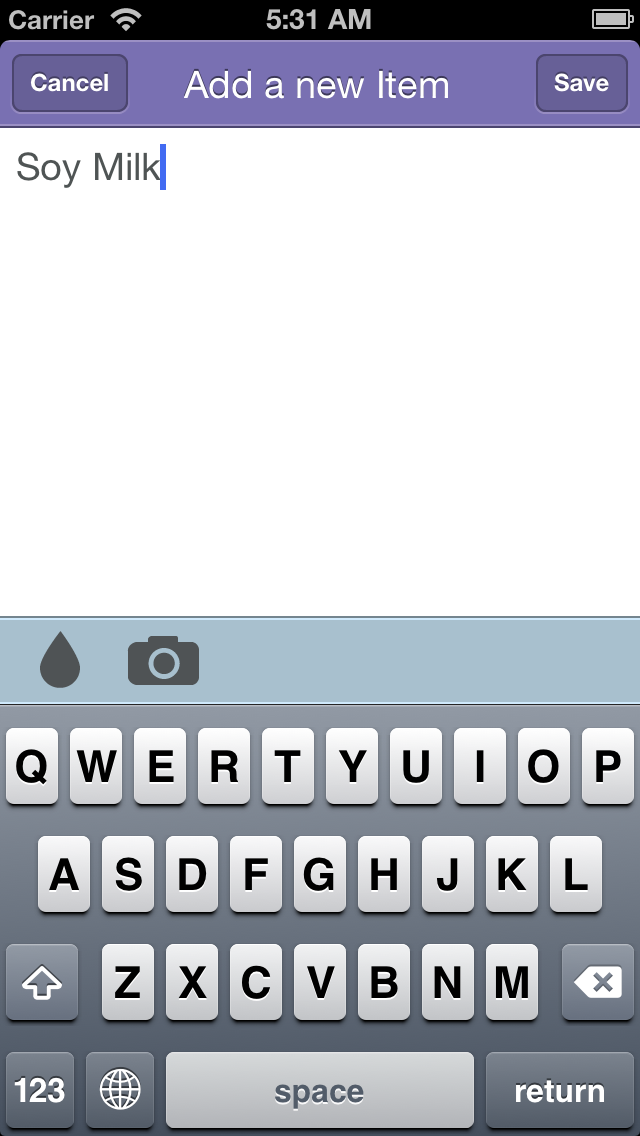 Carrier 5:31 AM
Cancel Add a new Item Save
Soy Milk
Q W E R T Y U I O P
A S D F G H J K L
Z X C V B N M
123 space return